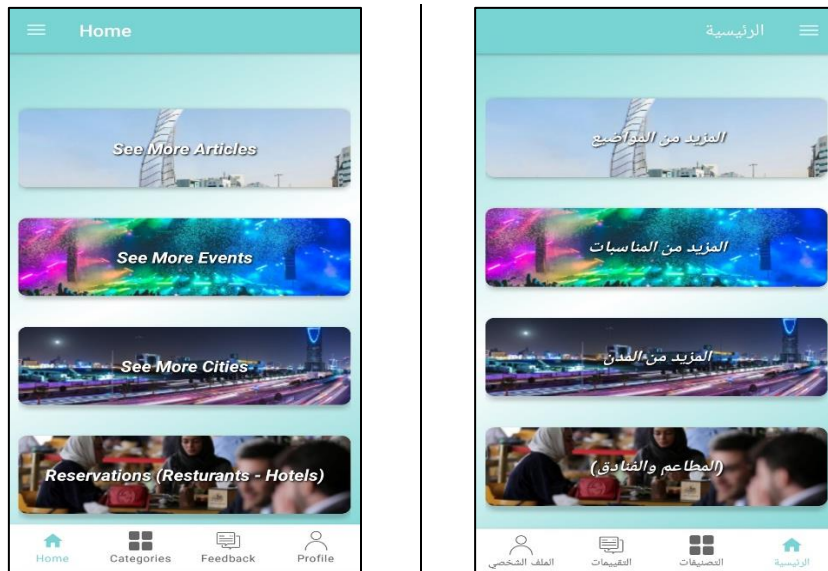 Home
See More Articles
See More Events
See More Cities
Reservations (Resturants - Hotels)
Home Categories Feedback Profile
الرئيسية
المزيد من المواضيع
المزيد من المناسبات
المزيد من المدن
(المطاعم والفنادق)
الرئيسية التصنيفات التقييمات الملف الشخصي